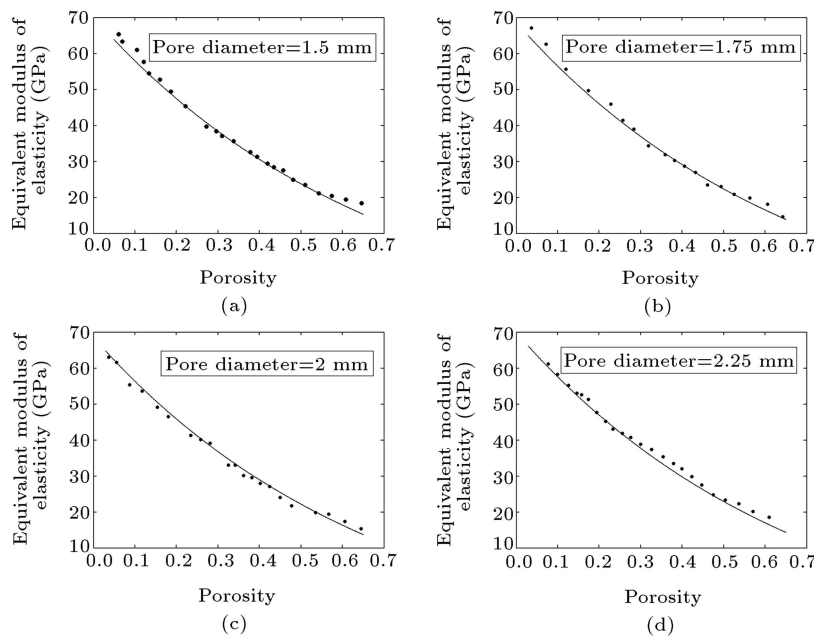 Pore diameter=1.5 mm
Equivalent modulus of
elasticity (GPa)
70
60
50
40
30
20
10
0.0 0.1 0.2 0.3 0.4 0.5 0.6 0.7
Porosity
(a)
Pore diameter=1.75 mm
Equivalent modulus of
elasticity (GPa)
70
60
50
40
30
20
10
0.0 0.1 0.2 0.3 0.4 0.5 0.6 0.7
Porosity
(b)
Pore diameter=2 mm
Equivalent modulus of
elasticity (GPa)
70
60
50
40
30
20
10
0.0 0.1 0.2 0.3 0.4 0.5 0.6 0.7
Porosity
(c)
Pore diameter=2.25 mm
Equivalent modulus of
elasticity (GPa)
70
60
50
40
30
20
10
0.0 0.1 0.2 0.3 0.4 0.5 0.6 0.7
Porosity
(d)